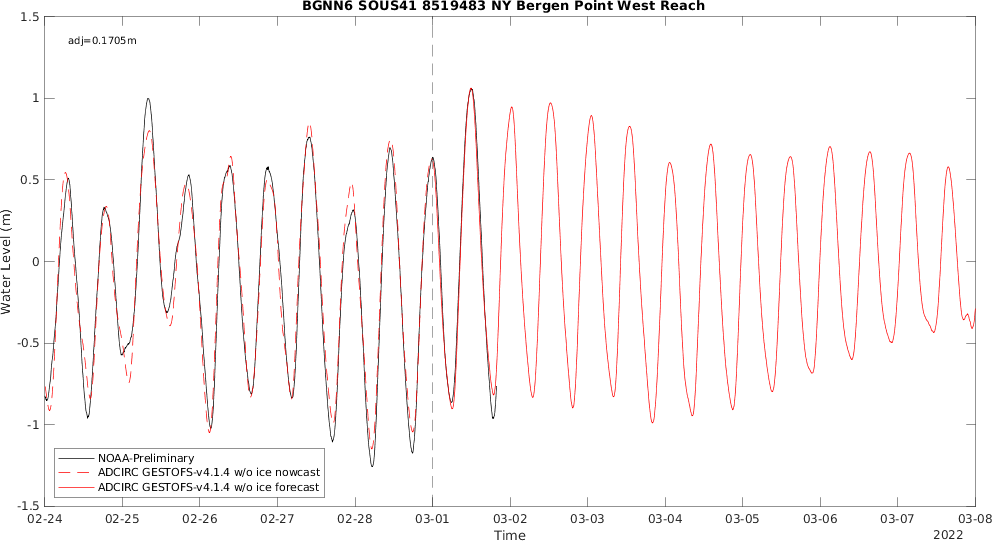 BGNN6 SOUS41 8519483 NY Bergen Point West Reach
1.5
adj=0.1705m
1
0.5
0
-0.5
-1
-1.5
Water Level (m)
NOAA-Preliminary
ADCIRC GESTOFS-v4.1.4 w/o ice nowcast
ADCIRC GESTOFS-v4.1.4 w/o ice forecast
02-24 02-25 02-26 02-27 02-28 03-01 03-02 03-03 03-04 03-05 03-06 03-07 03-08
Time
2022